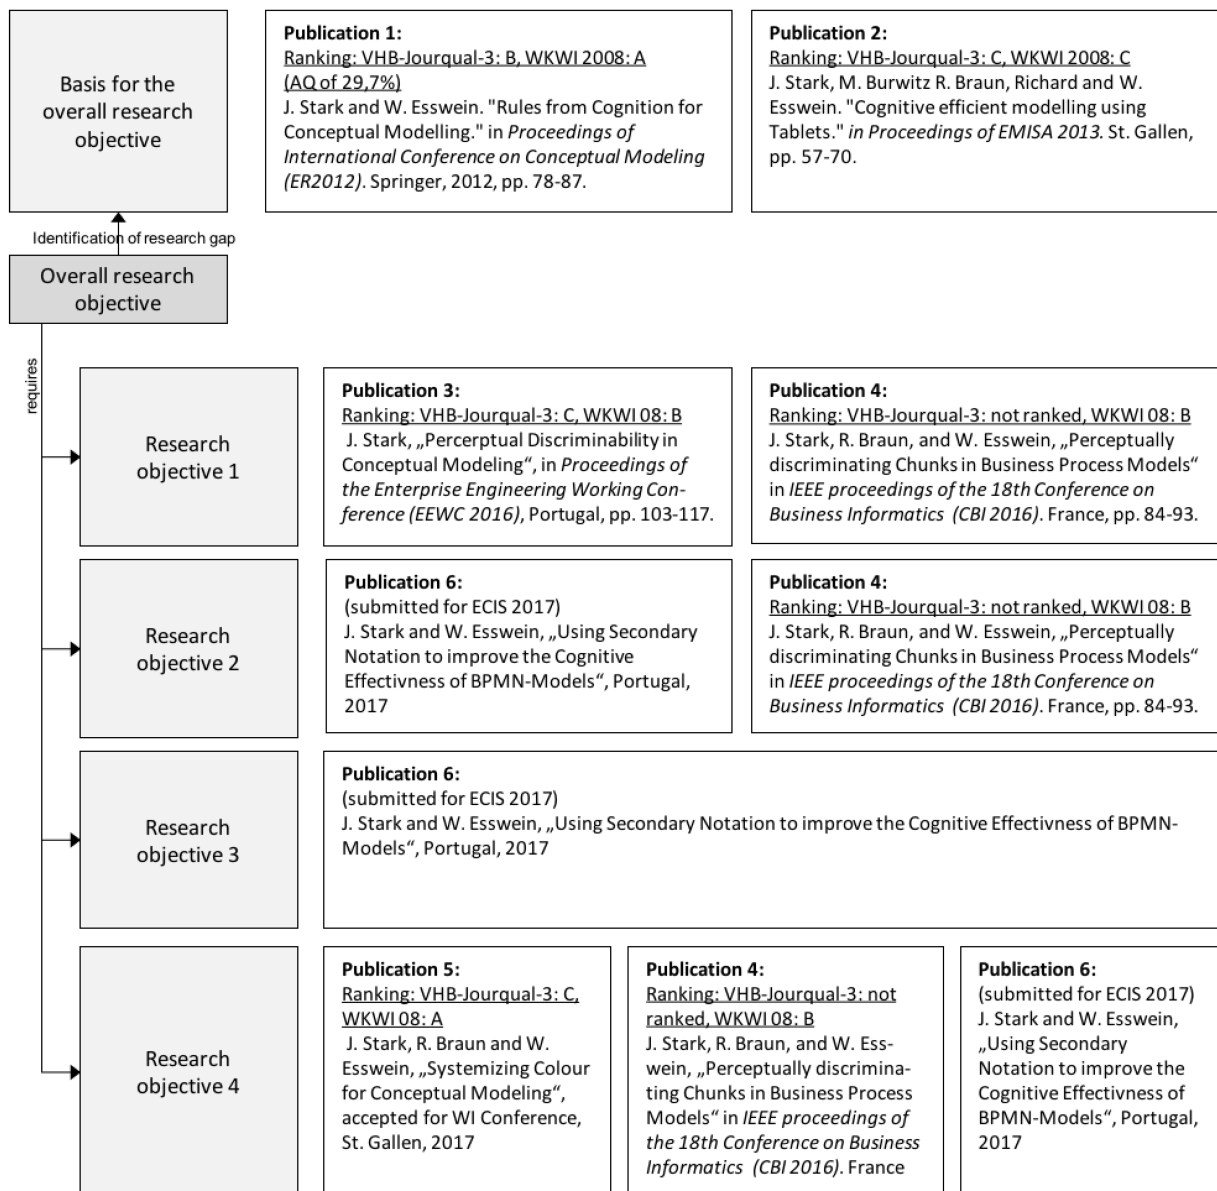 Basis for the
overall research
objective
Publication 1:
Ranking: VHB-Jourqual-3: B, WKWI 2008: A
(AQ of 29,7%)
J. Stark and W. Esswein. "Rules from Cognition for
Conceptual Modelling." in Proceedings of
International Conference on Conceptual Modeling
(ER2012). Springer, 2012, pp. 78-87.
Publication 2:
Ranking: VHB-Jourqual-3: C, WKWI 2008: C
J. Stark, M. Burwitz R. Braun, Richard and W.
Esswein. "Cognitive efficient modelling using
Tablets." in Proceedings of EMISA 2013. St. Gallen,
pp. 57-70.
Identification of research gap
Overall research
objective
requires
Research
objective 1
Publication 3:
Ranking: VHB-Jourqual-3: C, WKWI 08: B
J. Stark, „Percerptual Discriminability in
Conceptual Modeling“, in Proceedings of
the Enterprise Engineering Working Con-
ference (EEWC 2016), Portugal, pp. 103-117.
Publication 4:
Ranking: VHB-Jourqual-3: not ranked, WKWI 08: B
J. Stark, R. Braun, and W. Esswein, „Perceptually
discriminating Chunks in Business Process Models“
in IEEE proceedings of the 18th Conference on
Business Informatics (CBI 2016). France, pp. 84-93.
Research
objective 2
Publication 6:
(submitted for ECIS 2017)
J. Stark and W. Esswein, „Using Secondary
Notation to improve the Cognitive
Effectivness of BPMN-Models“, Portugal,
2017
Publication 4:
Ranking: VHB-Jourqual-3: not ranked, WKWI 08: B
J. Stark, R. Braun, and W. Esswein, „Perceptually
discriminating Chunks in Business Process Models“
in IEEE proceedings of the 18th Conference on
Business Informatics (CBI 2016). France, pp. 84-93.
Research
objective 3
Publication 6:
(submitted for ECIS 2017)
J. Stark and W. Esswein, „Using Secondary Notation to improve the Cognitive Effectivness of BPMN-
Models“, Portugal, 2017
Research
objective 4
Publication 5:
Ranking: VHB-Jourqual-3: C,
WKWI 08: A
J. Stark, R. Braun and W.
Esswein, „Systemizing Colour
for Conceptual Modeling“,
accepted for WI Conference,
St. Gallen, 2017
Publication 4:
Ranking: VHB-Jourqual-3: not
ranked, WKWI 08: B
J. Stark, R. Braun, and W. Ess-
wein, „Perceptually discrimina-
ting Chunks in Business Process
Models“ in IEEE proceedings of
the 18th Conference on Business
Informatics (CBI 2016). France
Publication 6:
(submitted for ECIS 2017)
J. Stark and W. Esswein,
„Using Secondary
Notation to improve the
Cognitive Effectivness of
BPMN-Models“, Portugal,
2017